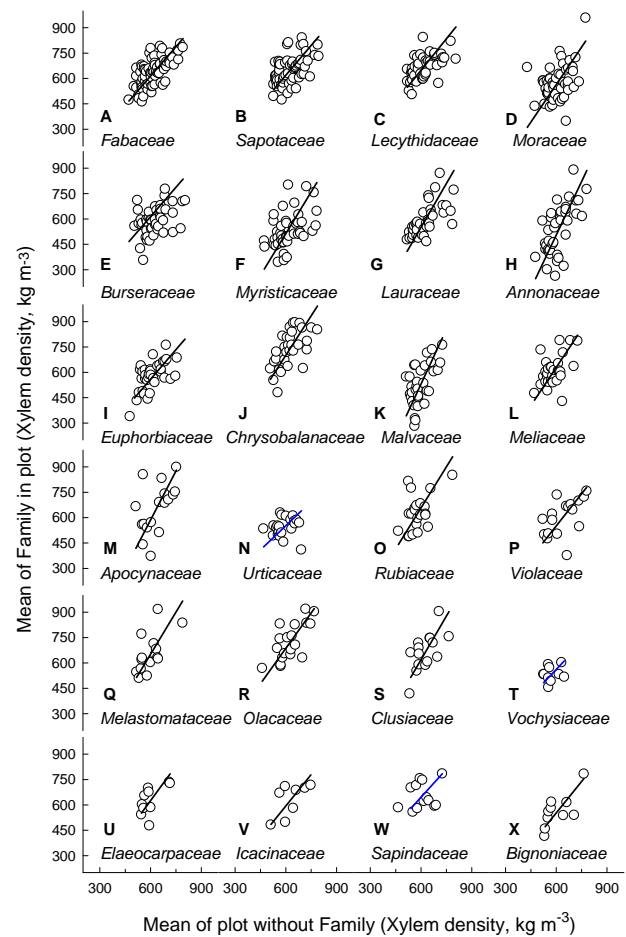 Mean of Family in plot (Xylem density, kg m-3)
900
750
600
450
300
A B C D
Fabaceae Sapotaceae Lecythidaceae Moraceae
900
750
600
450
300
E F G H
Burseraceae Myristicaceae Lauraceae Annonaceae
900
750
600
450
300
I J K L
Euphorbiaceae Chrysobalanaceae Malvaceae Meliaceae
900
750
600
450
300
M N O P
Apocynaceae Urticaceae Rubiaceae Violaceae
900
750
600
450
300
Q R S T
Melastomataceae Olacaceae Clusiaceae Vochysiaceae
900
750
600
450
300
U V W X
Elaeocarpaceae Icacinaceae Sapindaceae Bignoniaceae
300 600 900 300 600 900 300 600 900 300 600 900
Mean of plot without Family (Xylem density, kg m-3)